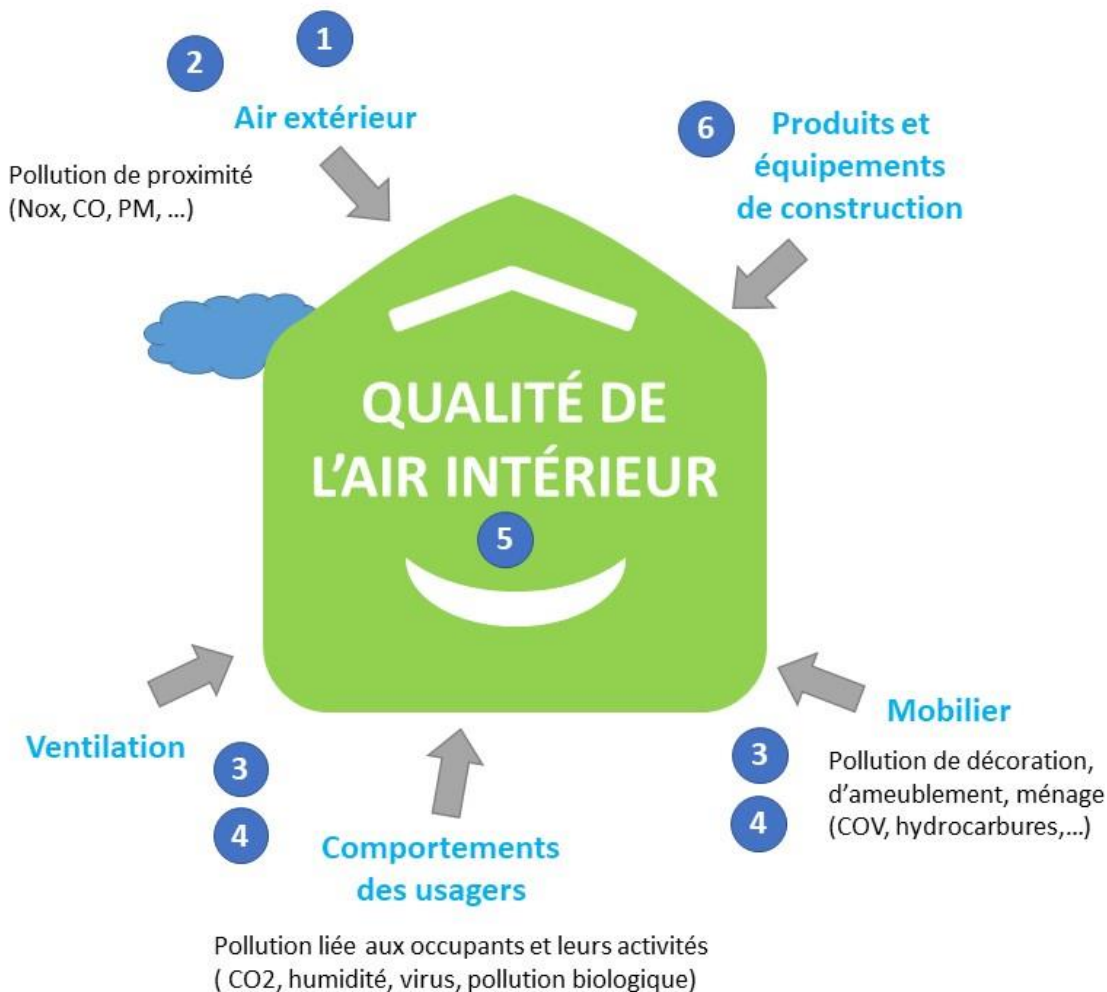 1
2
Air extérieur
Pollution de proximité
(Nox, CO, PM, ...)
6
Produits et
équipements
de construction
QUALITÉ DE
L'AIR INTÉRIEUR
5
Ventilation
3
4
Comportements
des usagers
Pollution liée aux occupants et leurs activités
( CO2, humidité, virus, pollution biologique)
Mobilier
3
4
Pollution de décoration,
d'ameublement, ménage
(COV, hydrocarbures,...)